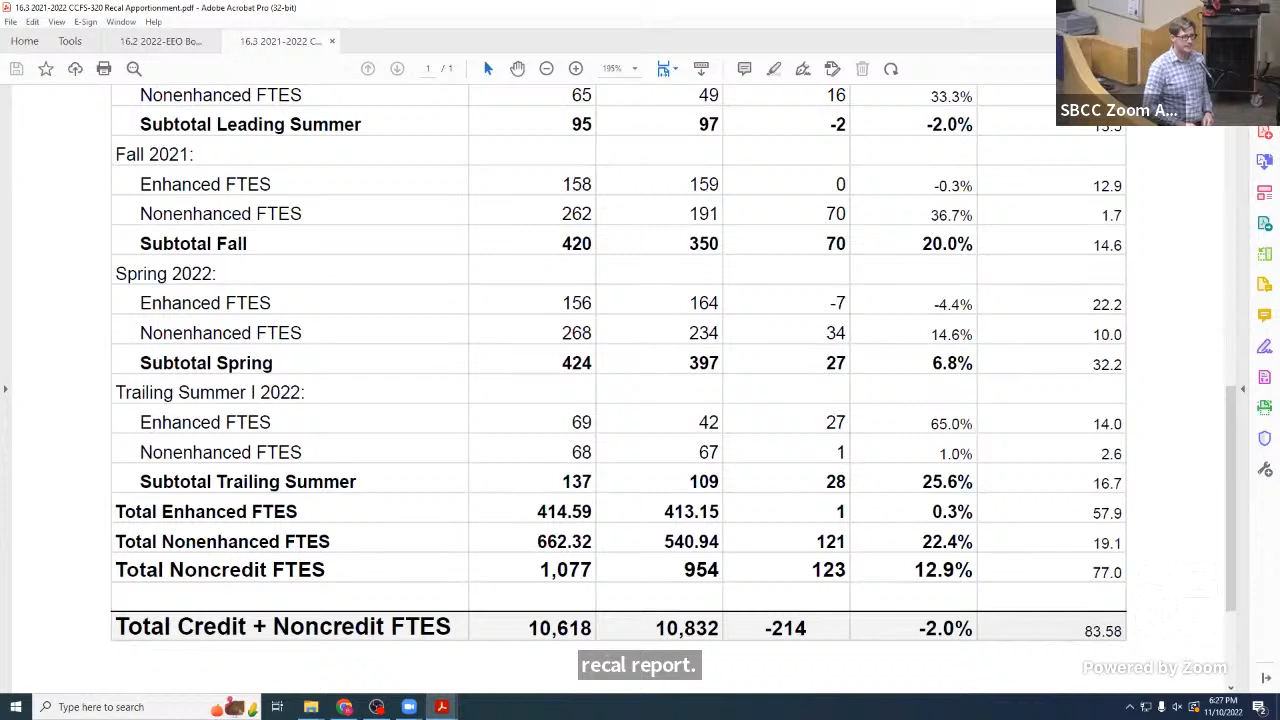 16.3 2021-2022 CCFS-320 Recal Apportionment.pdf - Adobe Acrobat Pro (32-bit)
File Edit View E-Sign Window Help
Home Tools 16.2 2022-EEO Bo... 16.3 2021-2022 C... ×
1 / 1 195%
SBCC Zoom A...
Nonenhanced FTES 65 49 16 33.3%
Subtotal Leading Summer 95 97 -2 -2.0% 13.5
Fall 2021:
Enhanced FTES 158 159 0 -0.3% 12.9
Nonenhanced FTES 262 191 70 36.7% 1.7
Subtotal Fall 420 350 70 20.0% 14.6
Spring 2022:
Enhanced FTES 156 164 -7 -4.4% 22.2
Nonenhanced FTES 268 234 34 14.6% 10.0
Subtotal Spring 424 397 27 6.8% 32.2
Trailing Summer I 2022:
Enhanced FTES 69 42 27 65.0% 14.0
Nonenhanced FTES 68 67 1 1.0% 2.6
Subtotal Trailing Summer 137 109 28 25.6% 16.7
Total Enhanced FTES 414.59 413.15 1 0.3% 57.9
Total Nonenhanced FTES 662.32 540.94 121 22.4% 19.1
Total Noncredit FTES 1,077 954 123 12.9% 77.0
Total Credit + Noncredit FTES 10,618 10,832 -214 -2.0% 83.58
recal report.
Powered by Zoom
Type here to search
6:27 PM
11/10/2022
2